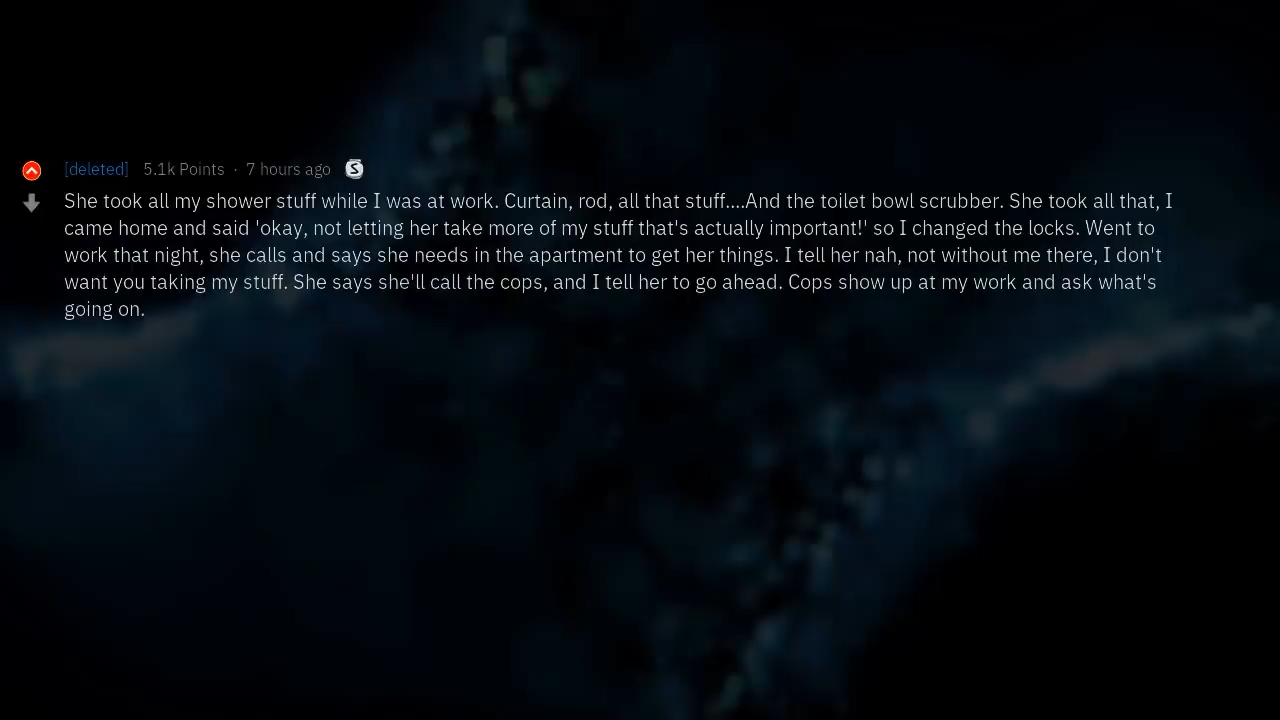 [deleted] 5.1k Points · 7 hours ago S
She took all my shower stuff while I was at work. Curtain, rod, all that stuff....And the toilet bowl scrubber. She took all that, I
came home and said 'okay, not letting her take more of my stuff that's actually important!' so I changed the locks. Went to
work that night, she calls and says she needs in the apartment to get her things. I tell her nah, not without me there, I don't
want you taking my stuff. She says she'll call the cops, and I tell her to go ahead. Cops show up at my work and ask what's
going on.